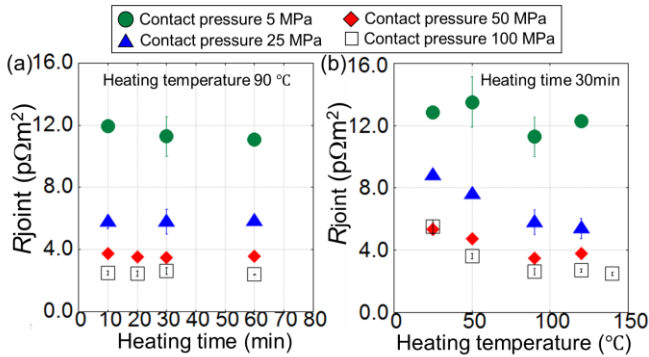 Contact pressure 5 MPa
Contact pressure 50 MPa
Contact pressure 25 MPa
Contact pressure 100 MPa
(a)
Heating temperature 90 ℃
Rjoint (pΩm²)
16.0
12.0
8.0
4.0
0.0
0 10 20 30 40 50 60 70 80
Heating time (min)
(b)
Heating time 30min
Rjoint (pΩm²)
16.0
12.0
8.0
4.0
0.0
0 50 100 150
Heating temperature (℃)